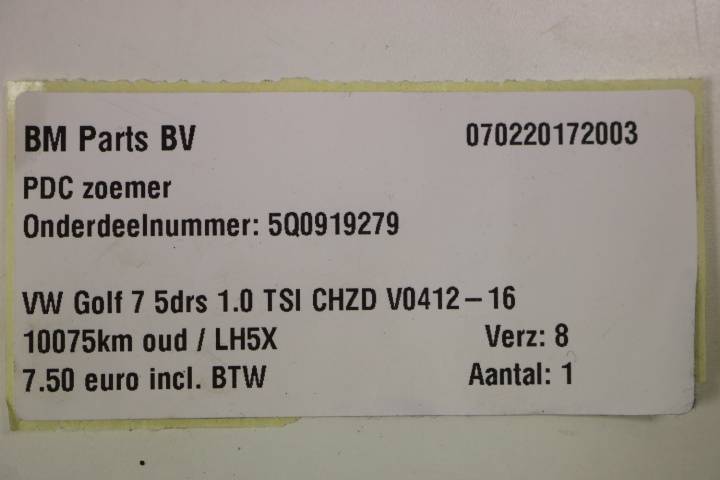 BM Parts BV 070220172003
PDC zoemer
Onderdeelnummer: 5Q0919279
VW Golf 7 5drs 1.0 TSI CHZD V0412-16
10075km oud / LH5X Verz: 8
7.50 euro incl. BTW Aantal: 1